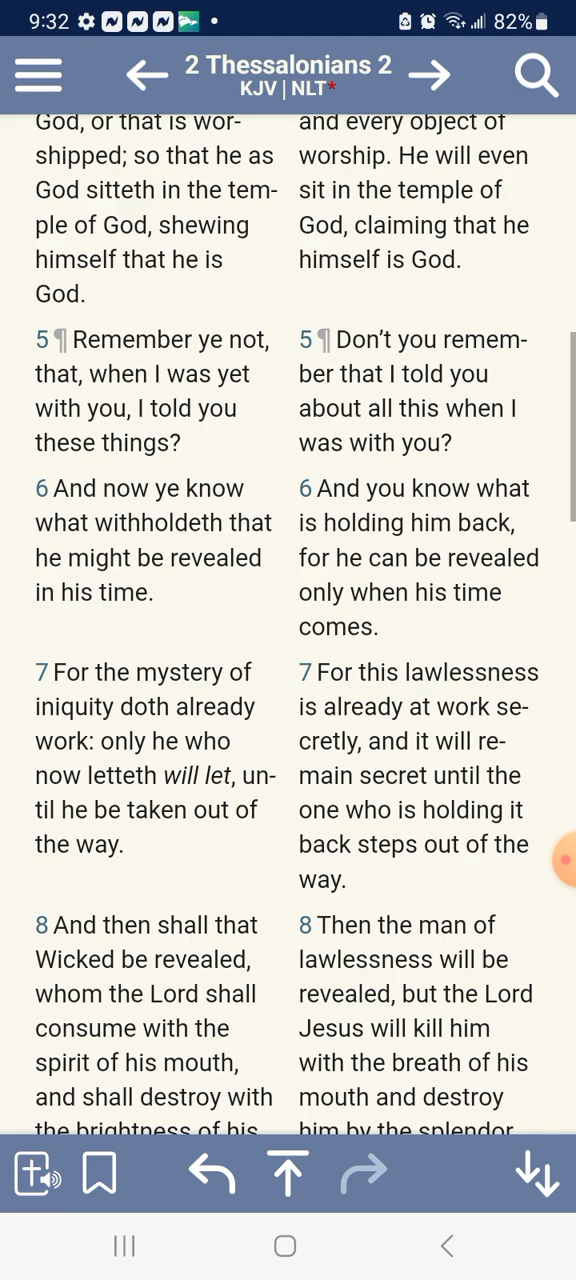 9:32
82%
2 Thessalonians 2
KJV | NLT*
God, or that is wor-
shipped; so that he as
God sitteth in the tem-
ple of God, shewing
himself that he is
God.
5 ¶ Remember ye not,
that, when I was yet
with you, I told you
these things?
6 And now ye know
what withholdeth that
he might be revealed
in his time.
7 For the mystery of
iniquity doth already
work: only he who
now letteth will let, un-
til he be taken out of
the way.
8 And then shall that
Wicked be revealed,
whom the Lord shall
consume with the
spirit of his mouth,
and shall destroy with
the brightness of his
and every object of
worship. He will even
sit in the temple of
God, claiming that he
himself is God.
5 ¶ Don’t you remem-
ber that I told you
about all this when I
was with you?
6 And you know what
is holding him back,
for he can be revealed
only when his time
comes.
7 For this lawlessness
is already at work se-
cretly, and it will re-
main secret until the
one who is holding it
back steps out of the
way.
8 Then the man of
lawlessness will be
revealed, but the Lord
Jesus will kill him
with the breath of his
mouth and destroy
him by the splendor